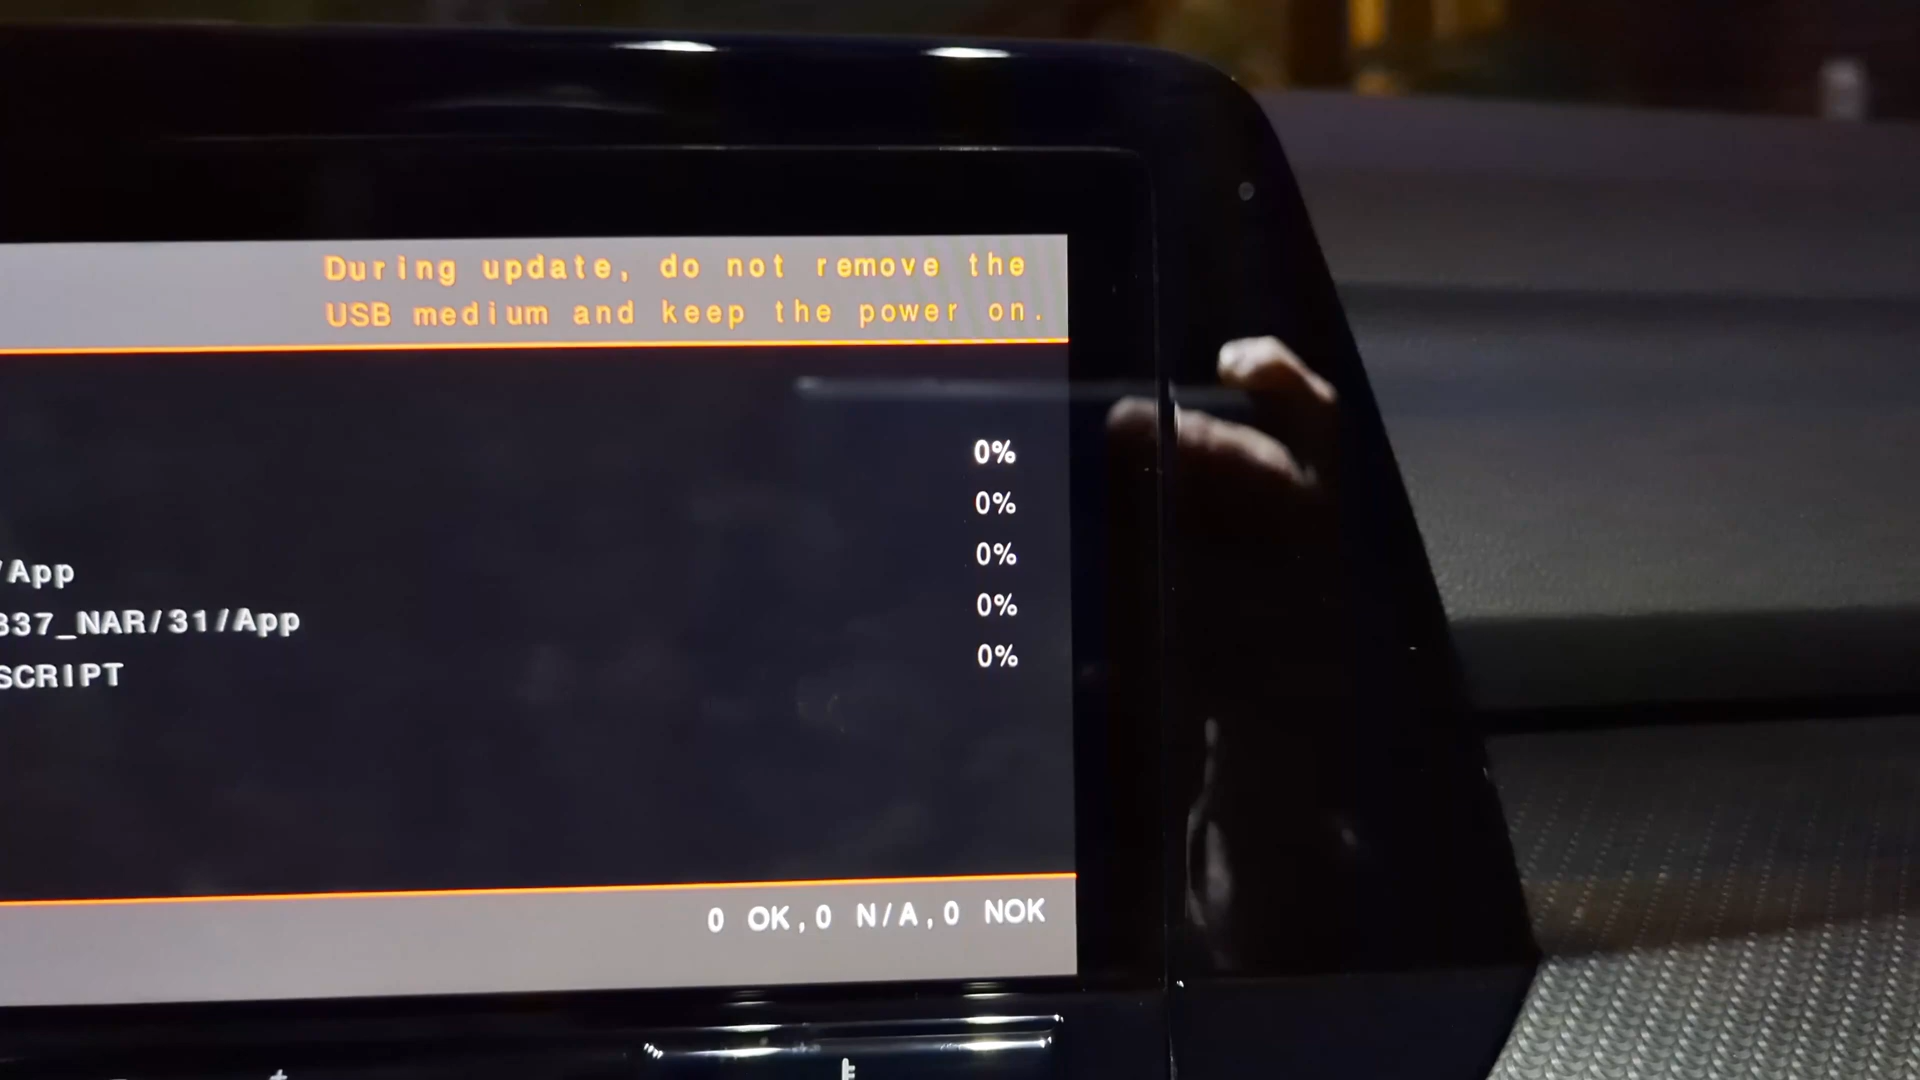 During update, do not remove the
USB medium and keep the power on.
0%
0%
/App 0%
337_NAR/31/App 0%
SCRIPT 0%
0 OK,0 N/A,0 NOK